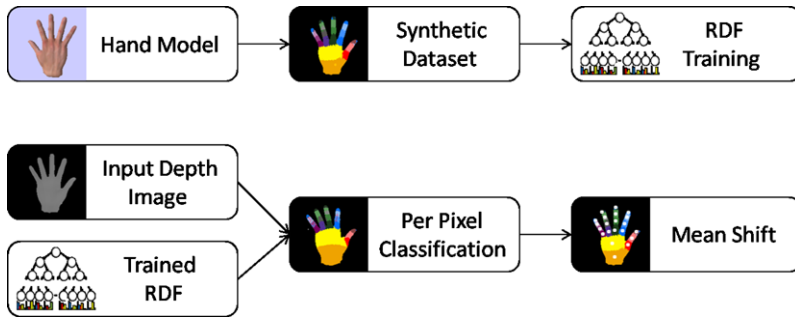 Hand Model
Synthetic
Dataset
RDF
Training
Input Depth
Image
Trained
RDF
Per Pixel
Classification
Mean Shift